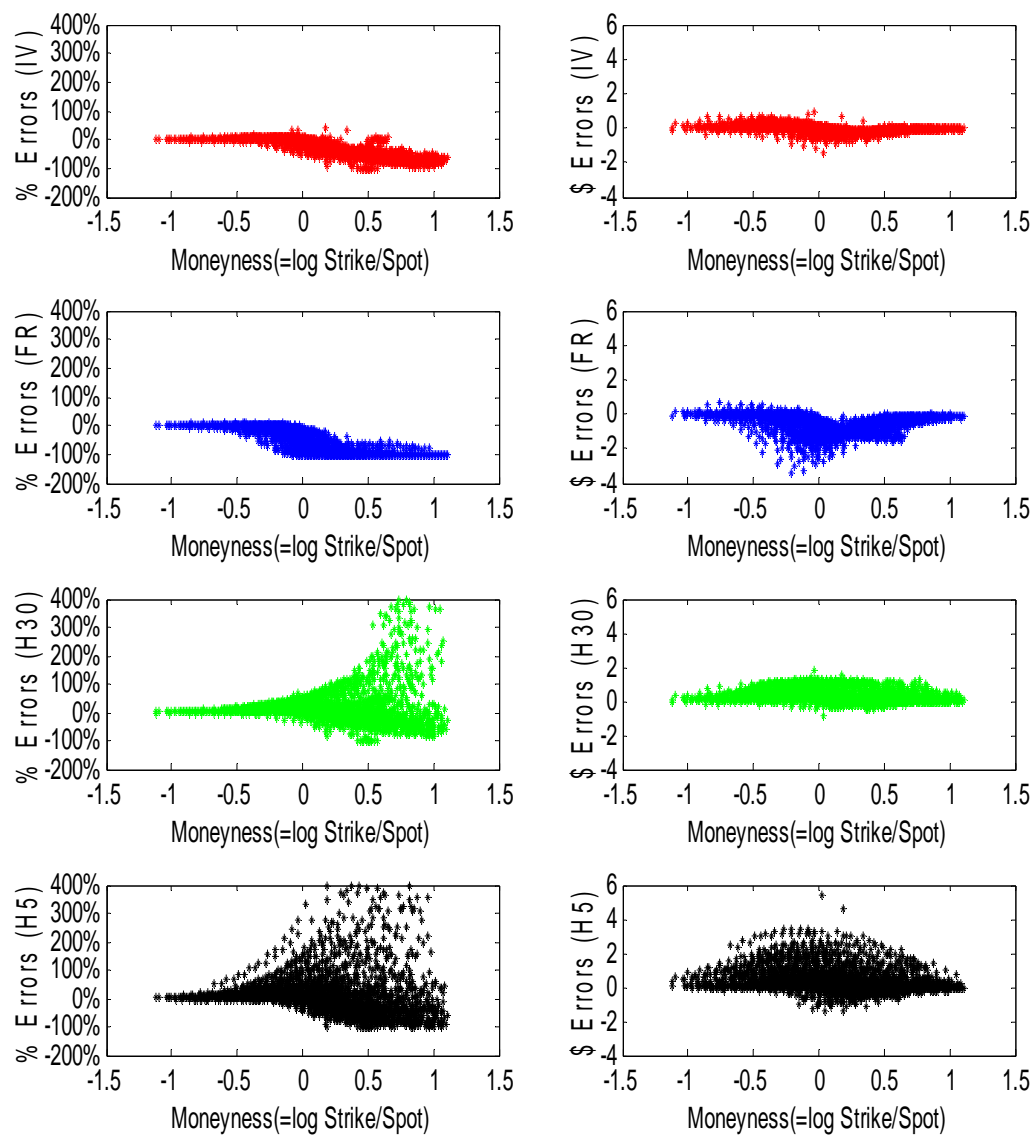 400%
300%
200%
100%
0%
-100%
-200%
% Errors (IV)
-1.5 -1 -0.5 0 0.5 1 1.5
Moneyness(=log Strike/Spot)
6
4
2
0
-2
-4
$ Errors (IV)
-1.5 -1 -0.5 0 0.5 1 1.5
Moneyness(=log Strike/Spot)
400%
300%
200%
100%
0%
-100%
-200%
% Errors (FR)
-1.5 -1 -0.5 0 0.5 1 1.5
Moneyness(=log Strike/Spot)
6
4
2
0
-2
-4
$ Errors (FR)
-1.5 -1 -0.5 0 0.5 1 1.5
Moneyness(=log Strike/Spot)
400%
300%
200%
100%
0%
-100%
-200%
% Errors (H30)
-1.5 -1 -0.5 0 0.5 1 1.5
Moneyness(=log Strike/Spot)
6
4
2
0
-2
-4
$ Errors (H30)
-1.5 -1 -0.5 0 0.5 1 1.5
Moneyness(=log Strike/Spot)
400%
300%
200%
100%
0%
-100%
-200%
% Errors (H5)
-1.5 -1 -0.5 0 0.5 1 1.5
Moneyness(=log Strike/Spot)
6
4
2
0
-2
-4
$ Errors (H5)
-1.5 -1 -0.5 0 0.5 1 1.5
Moneyness(=log Strike/Spot)